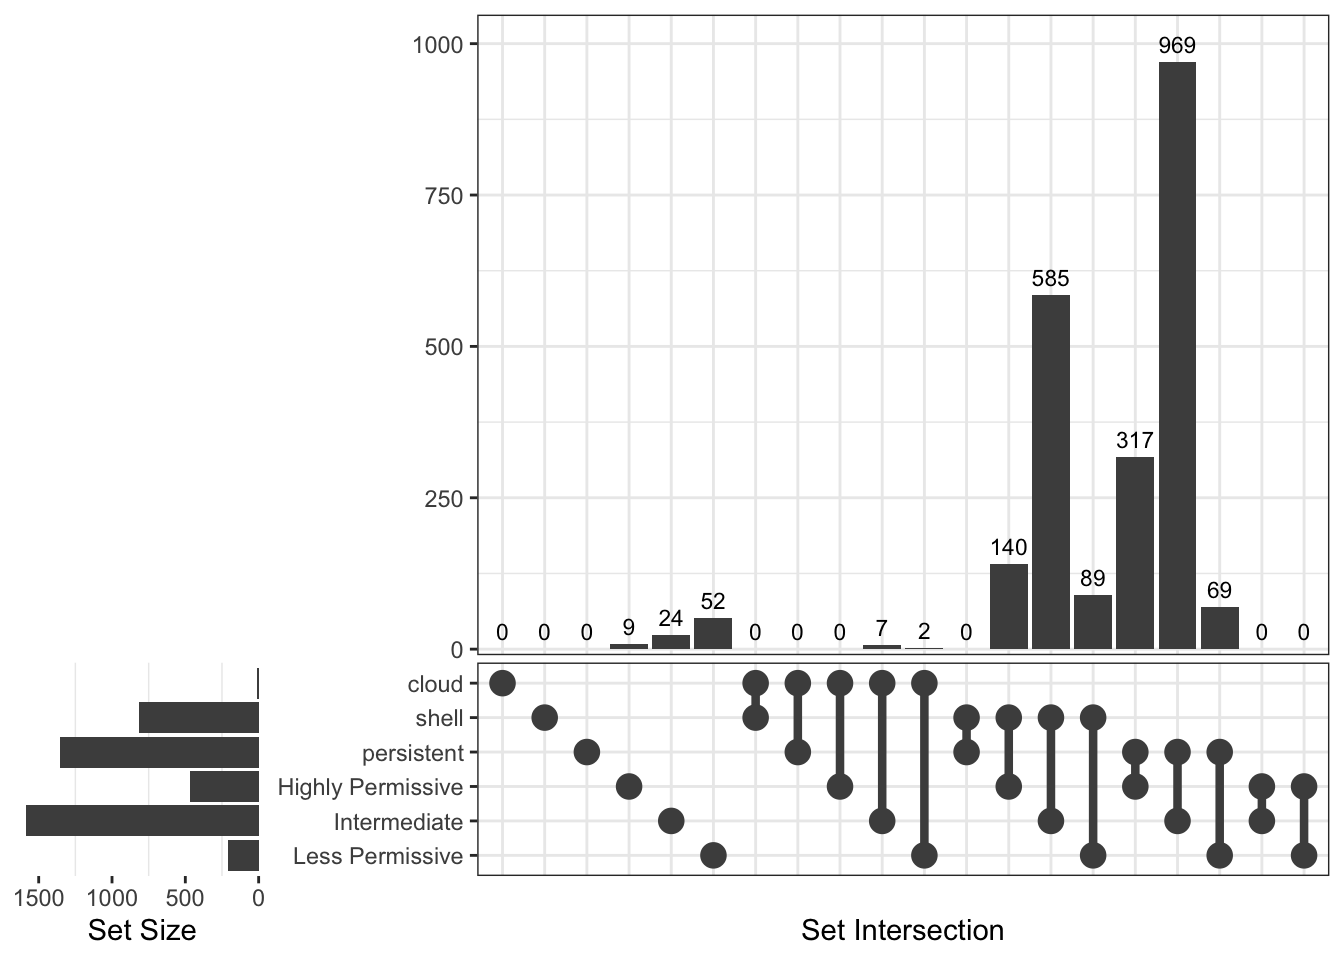 1000
750
500
250
0
0 0 0 9 24 52 0 0 0 7 2 0 140 585 89 317 969 69 0 0
cloud
shell
persistent
Highly Permissive
Intermediate
Less Permissive
1500 1000 500 0
Set Size
Set Intersection